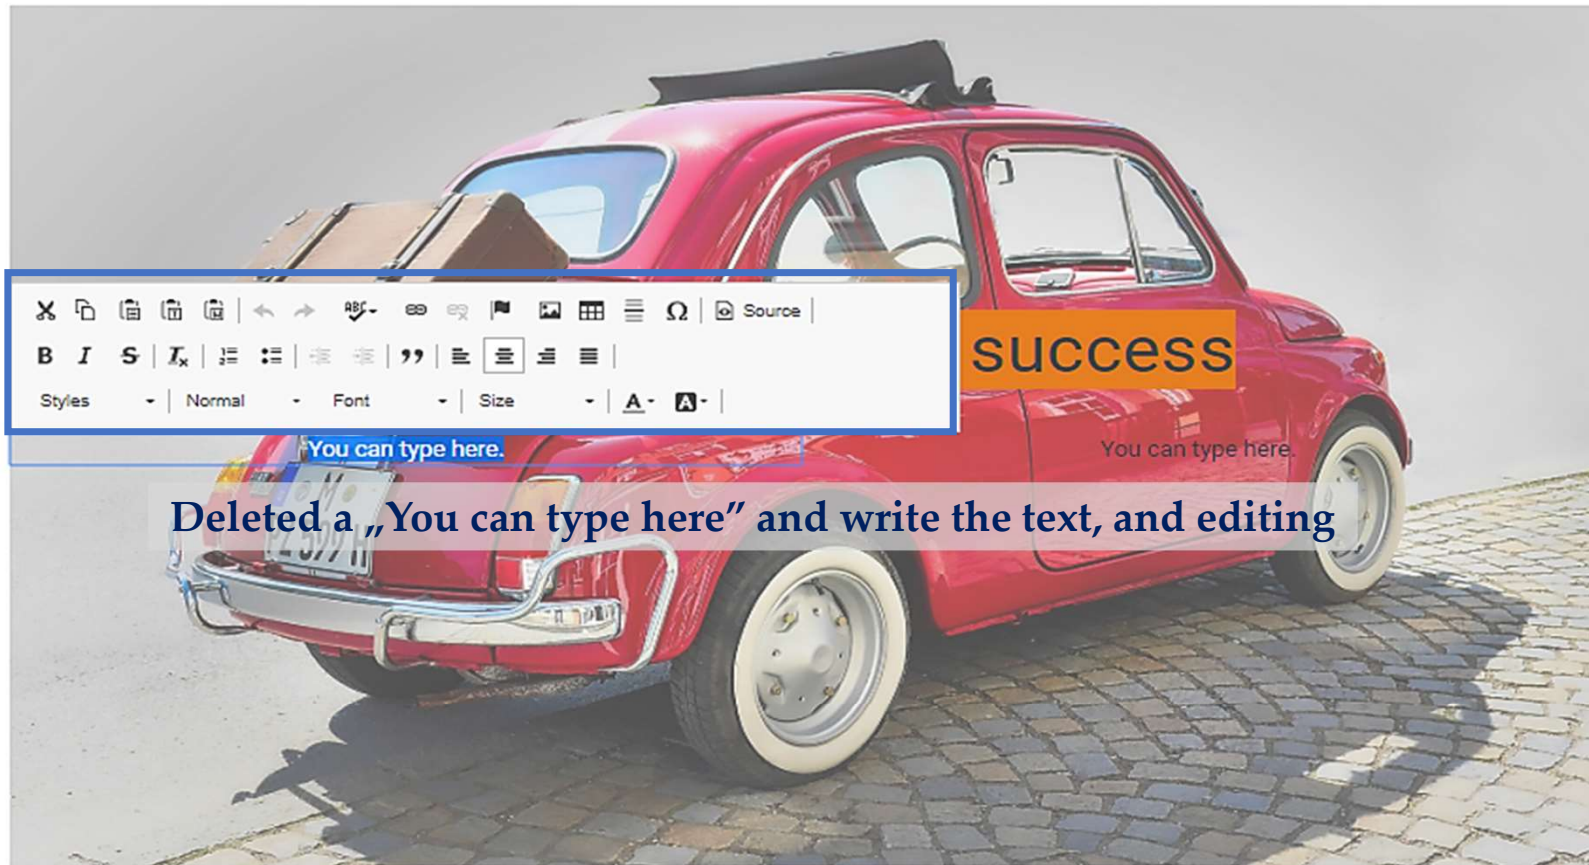 Source
B I S Tx
Styles Normal Font Size A A
success
You can type here.
You can type here.
Deleted a „You can type here” and write the text, and editing